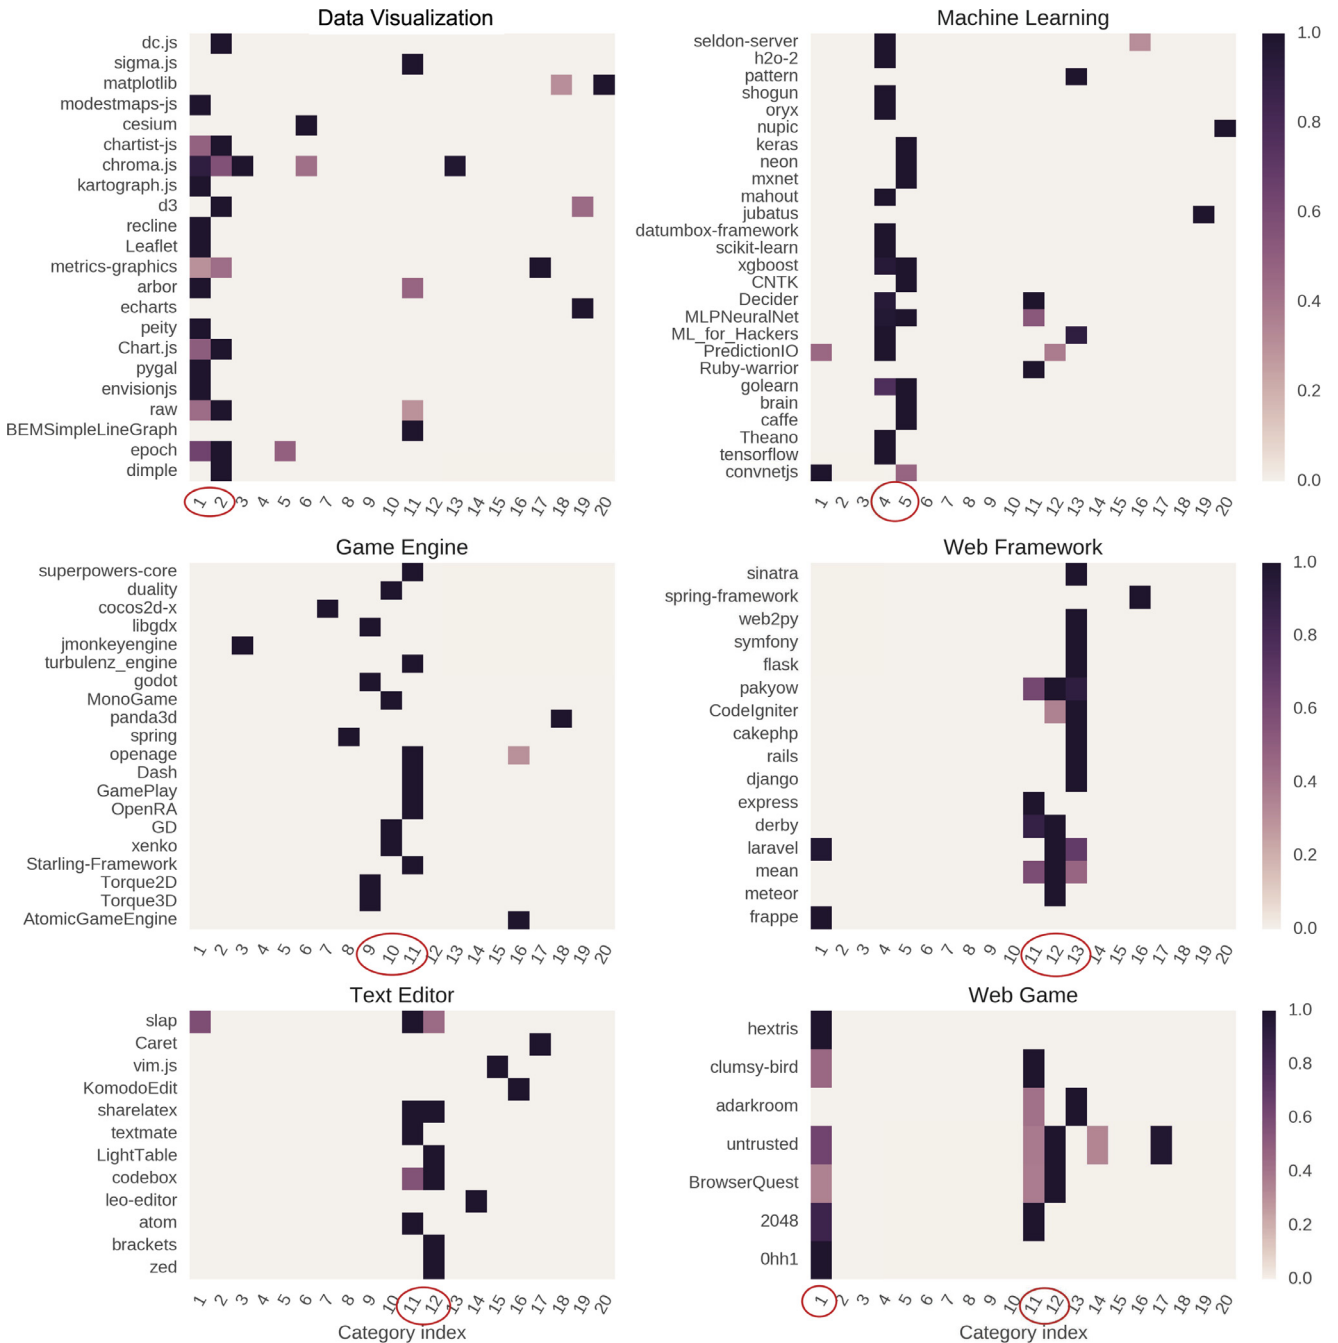 Data Visualization
dc.js
sigma.js
matplotlib
modestmaps-js
cesium
chartist-js
chroma.js
kartograph.js
d3
recline
Leaflet
metrics-graphics
arbor
echarts
peity
Chart.js
pygal
envisionjs
raw
BEMSimpleLineGraph
epoch
dimple
1 2 3 4 5 6 7 8 9 10 11 12 13 14 15 16 17 18 19 20
Machine Learning
seldon-server
h2o-2
pattern
shogun
oryx
nupic
keras
neon
mxnet
mahout
jubatus
datumbox-framework
scikit-learn
xgboost
CNTK
Decider
MLPNeuralNet
ML_for_Hackers
PredictionIO
Ruby-warrior
golearn
brain
caffe
Theano
tensorflow
convnetjs
1 2 3 4 5 6 7 8 9 10 11 12 13 14 15 16 17 18 19 20
1.0
0.8
0.6
0.4
0.2
0.0
Game Engine
superpowers-core
duality
cocos2d-x
libgdx
jmonkeyengine
turbulenz_engine
godot
MonoGame
panda3d
spring
openage
Dash
GamePlay
OpenRA
GD
xenko
Starling-Framework
Torque2D
Torque3D
AtomicGameEngine
1 2 3 4 5 6 7 8 9 10 11 12 13 14 15 16 17 18 19 20
Web Framework
sinatra
spring-framework
web2py
symfony
flask
pakyow
CodeIgniter
cakephp
rails
django
express
derby
laravel
mean
meteor
frappe
1 2 3 4 5 6 7 8 9 10 11 12 13 14 15 16 17 18 19 20
1.0
0.8
0.6
0.4
0.2
0.0
Text Editor
slap
Caret
vim.js
KomodoEdit
sharelatex
textmate
LightTable
codebox
leo-editor
atom
brackets
zed
1 2 3 4 5 6 7 8 9 10 11 12 13 14 15 16 17 18 19 20
Category index
Web Game
hextris
clumsy-bird
adarkroom
untrusted
BrowserQuest
2048
0hh1
1 2 3 4 5 6 7 8 9 10 11 12 13 14 15 16 17 18 19 20
Category index
1.0
0.8
0.6
0.4
0.2
0.0